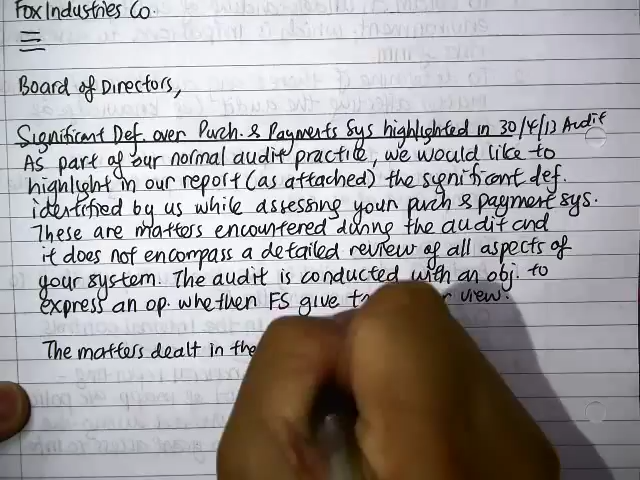 Fox Industries Co.
Board of Directors,
Significant Def. over Purch. & Payments Sys highlighted in 30/4/13 Audit
As part of our normal audit practice, we would like to
highlight in our report (as attached) the significant def.
identified by us while assessing your purch & payment sys.
These are matters encountered during the audit and
it does not encompass a detailed review of all aspects of
your system. The audit is conducted with an obj. to
express an op. whether FS give view.
The matters dealt in the